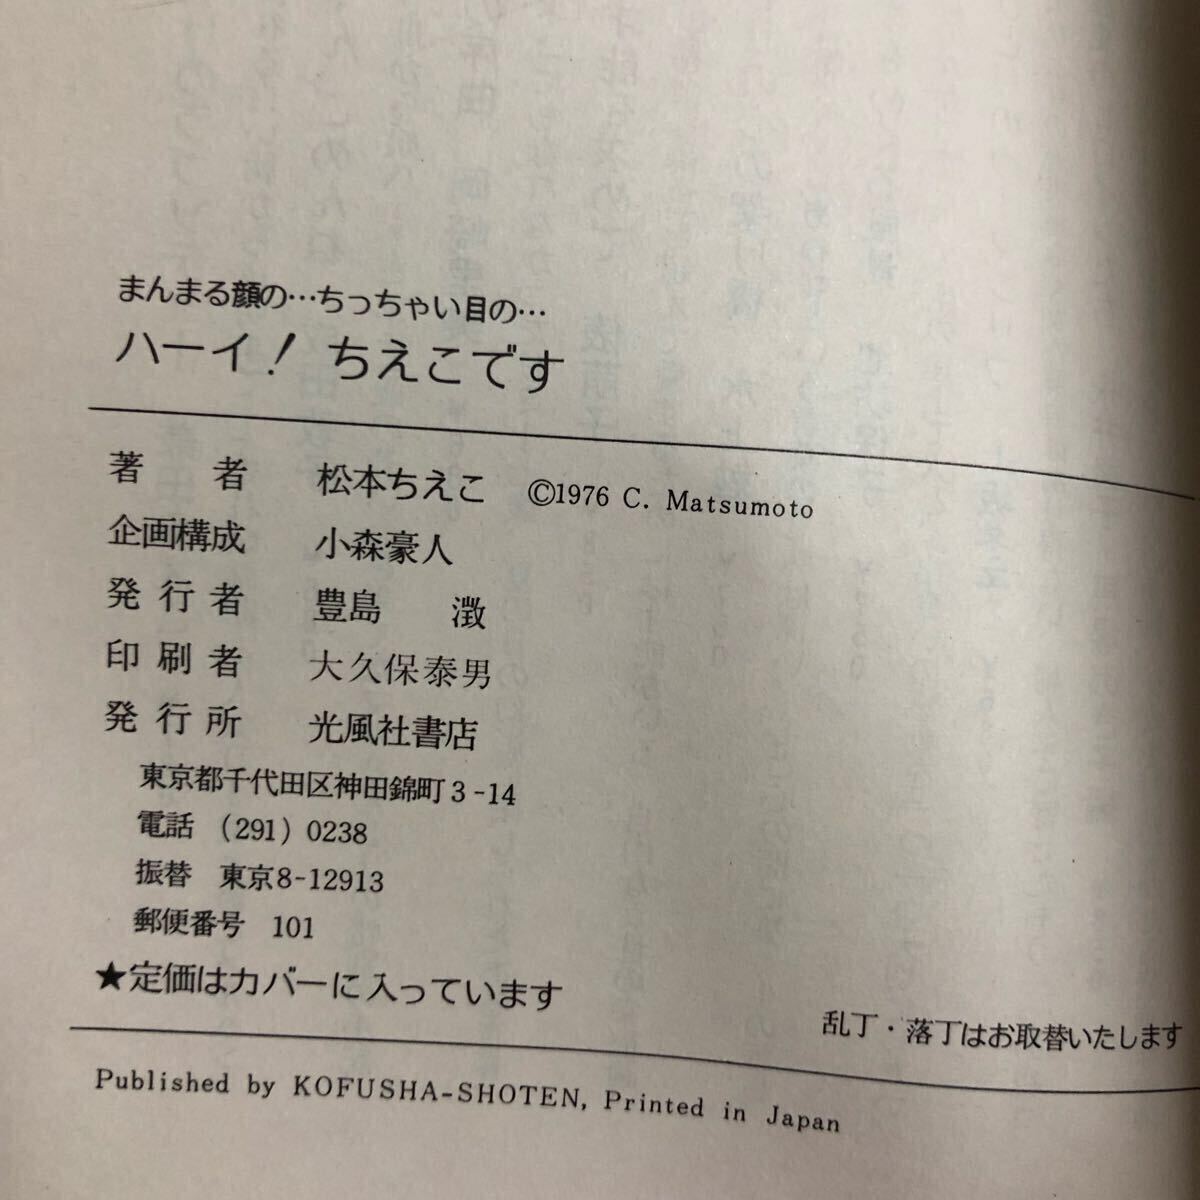 まんまる顔の…ちっちゃい目の…
ハーイ！ ちえこです
著者 松本ちえこ ©1976 C. Matsumoto
企画構成 小森豪人
発行者 豊島 澂
印刷者 大久保泰男
発行所 光風社書店
東京都千代田区神田錦町3-14
電話 (291) 0238
振替 東京8-12913
郵便番号 101
★定価はカバーに入っています
乱丁・落丁はお取替いたします
Published by KOFUSHA-SHOTEN, Printed in Japan